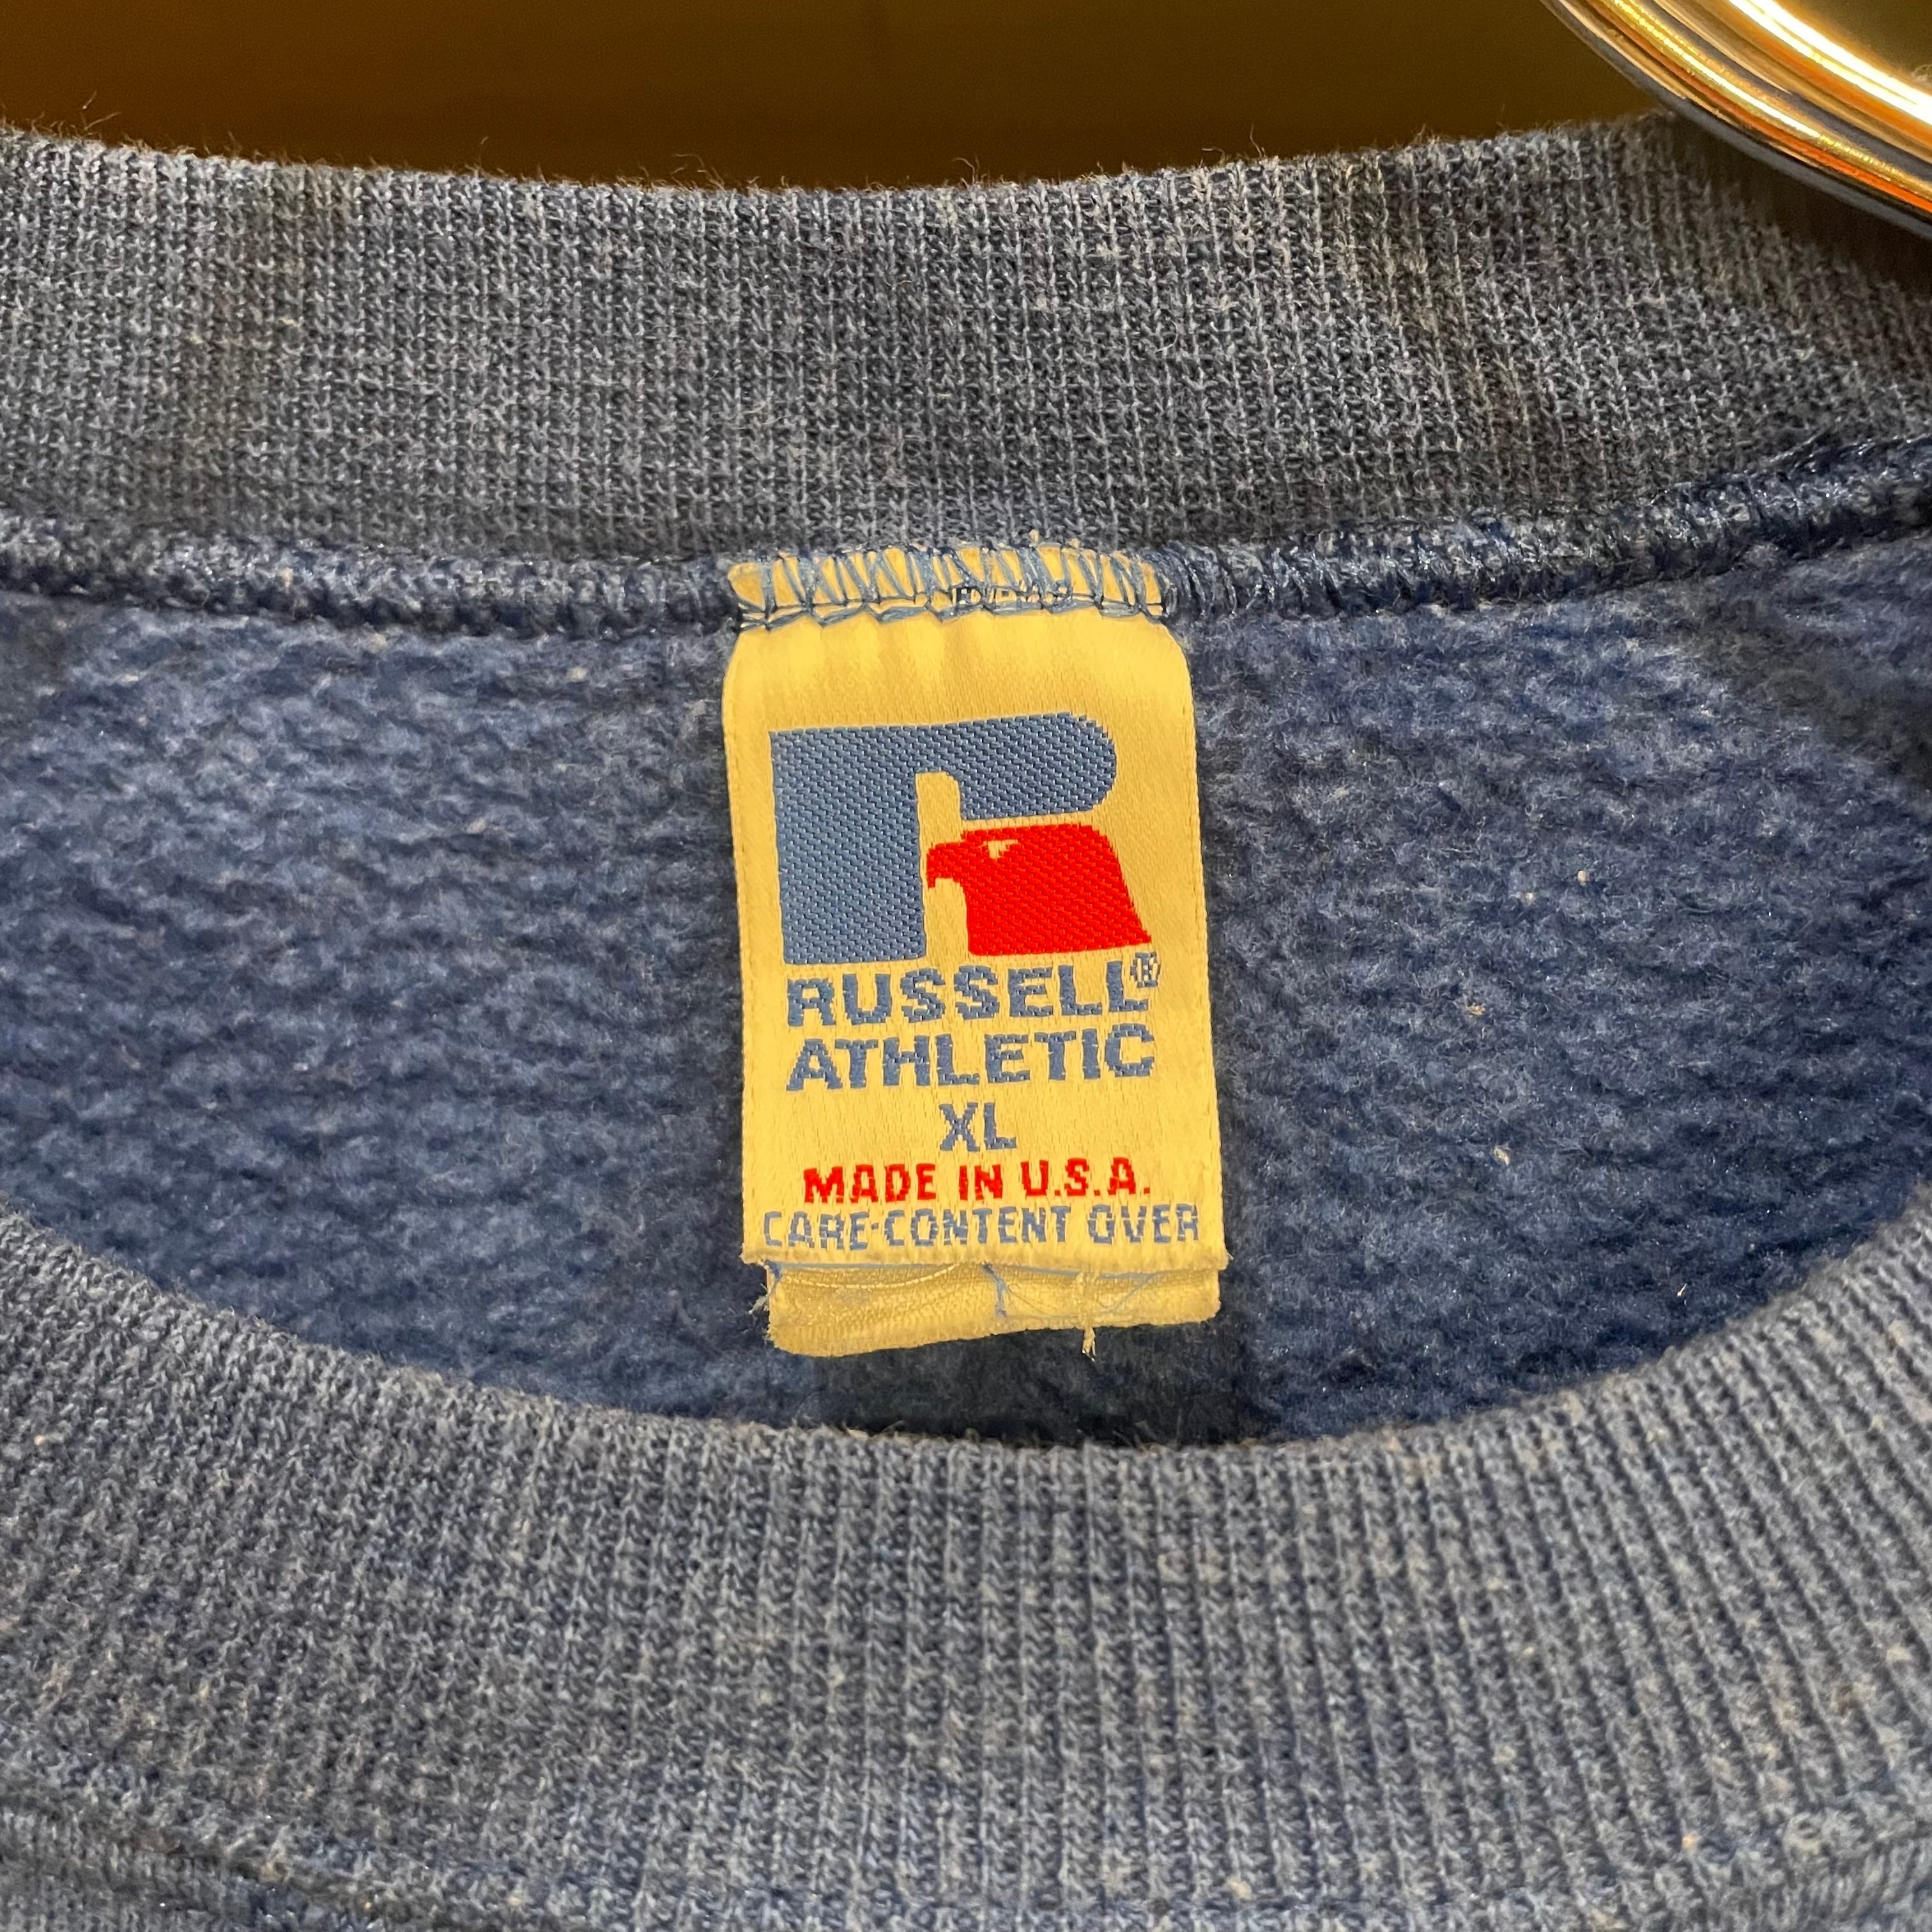 RUSSELL®
ATHLETIC
XL
MADE IN U.S.A.
CARE-CONTENT OVER